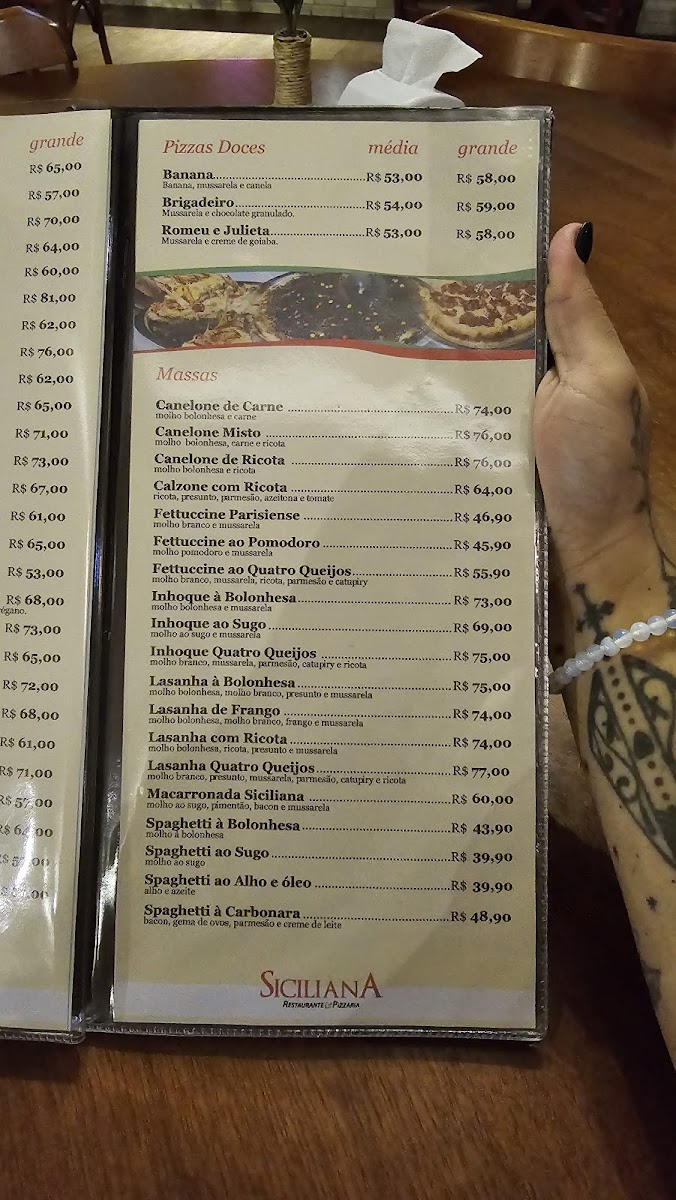 grande
R$ 65,00
R$ 57,00
R$ 70,00
R$ 64,00
R$ 60,00
R$ 81,00
R$ 62,00
R$ 76,00
R$ 62,00
R$ 65,00
R$ 71,00
R$ 73,00
R$ 67,00
R$ 61,00
R$ 65,00
R$ 53,00
R$ 68,00
R$ 73,00
R$ 65,00
R$ 72,00
R$ 68,00
R$ 61,00
R$ 71,00
Pizzas Doces média grande
Banana R$ 53,00 R$ 58,00
Banana, mussarela e canela
Brigadeiro R$ 54,00 R$ 59,00
Mussarela e chocolate granulado.
Romeu e Julieta R$ 53,00 R$ 58,00
Mussarela e creme de goiaba.
Massas
Canelone de Carne R$ 74,00
molho bolonhesa e carne
Canelone Misto R$ 76,00
molho bolonhesa, carne e ricota
Canelone de Ricota R$ 76,00
molho bolonhesa e ricota
Calzone com Ricota R$ 64,00
ricota, presunto, parmesão, azeitona e tomate
Fettuccine Parisiense R$ 46,90
molho branco e mussarela
Fettuccine ao Pomodoro R$ 45,90
molho pomodoro e mussarela
Fettuccine ao Quatro Queijos R$ 55,90
molho branco, mussarela, ricota, parmesão e catupiry
Inhoque à Bolonhesa R$ 73,00
molho bolonhesa e mussarela
Inhoque ao Sugo R$ 69,00
molho ao sugo e mussarela
Inhoque Quatro Queijos R$ 75,00
molho branco, mussarela, parmesão, catupiry e ricota
Lasanha à Bolonhesa R$ 75,00
molho bolonhesa, molho branco, presunto e mussarela
Lasanha de Frango R$ 74,00
molho bolonhesa, molho branco, frango e mussarela
Lasanha com Ricota R$ 74,00
molho bolonhesa, ricota, presunto e mussarela
Lasanha Quatro Queijos R$ 77,00
molho branco, presunto, mussarela, parmesão, catupiry e ricota
Macarronada Siciliana R$ 60,00
molho ao sugo, pimentão, bacon e mussarela
Spaghetti à Bolonhesa R$ 43,90
molho à bolonhesa
Spaghetti ao Sugo R$ 39,90
molho ao sugo
Spaghetti ao Alho e óleo R$ 39,90
alho e azeite
Spaghetti à Carbonara R$ 48,90
bacon, gema de ovos, parmesão e creme de leite
SICILIANA
RESTAURANTE E PIZZARIA